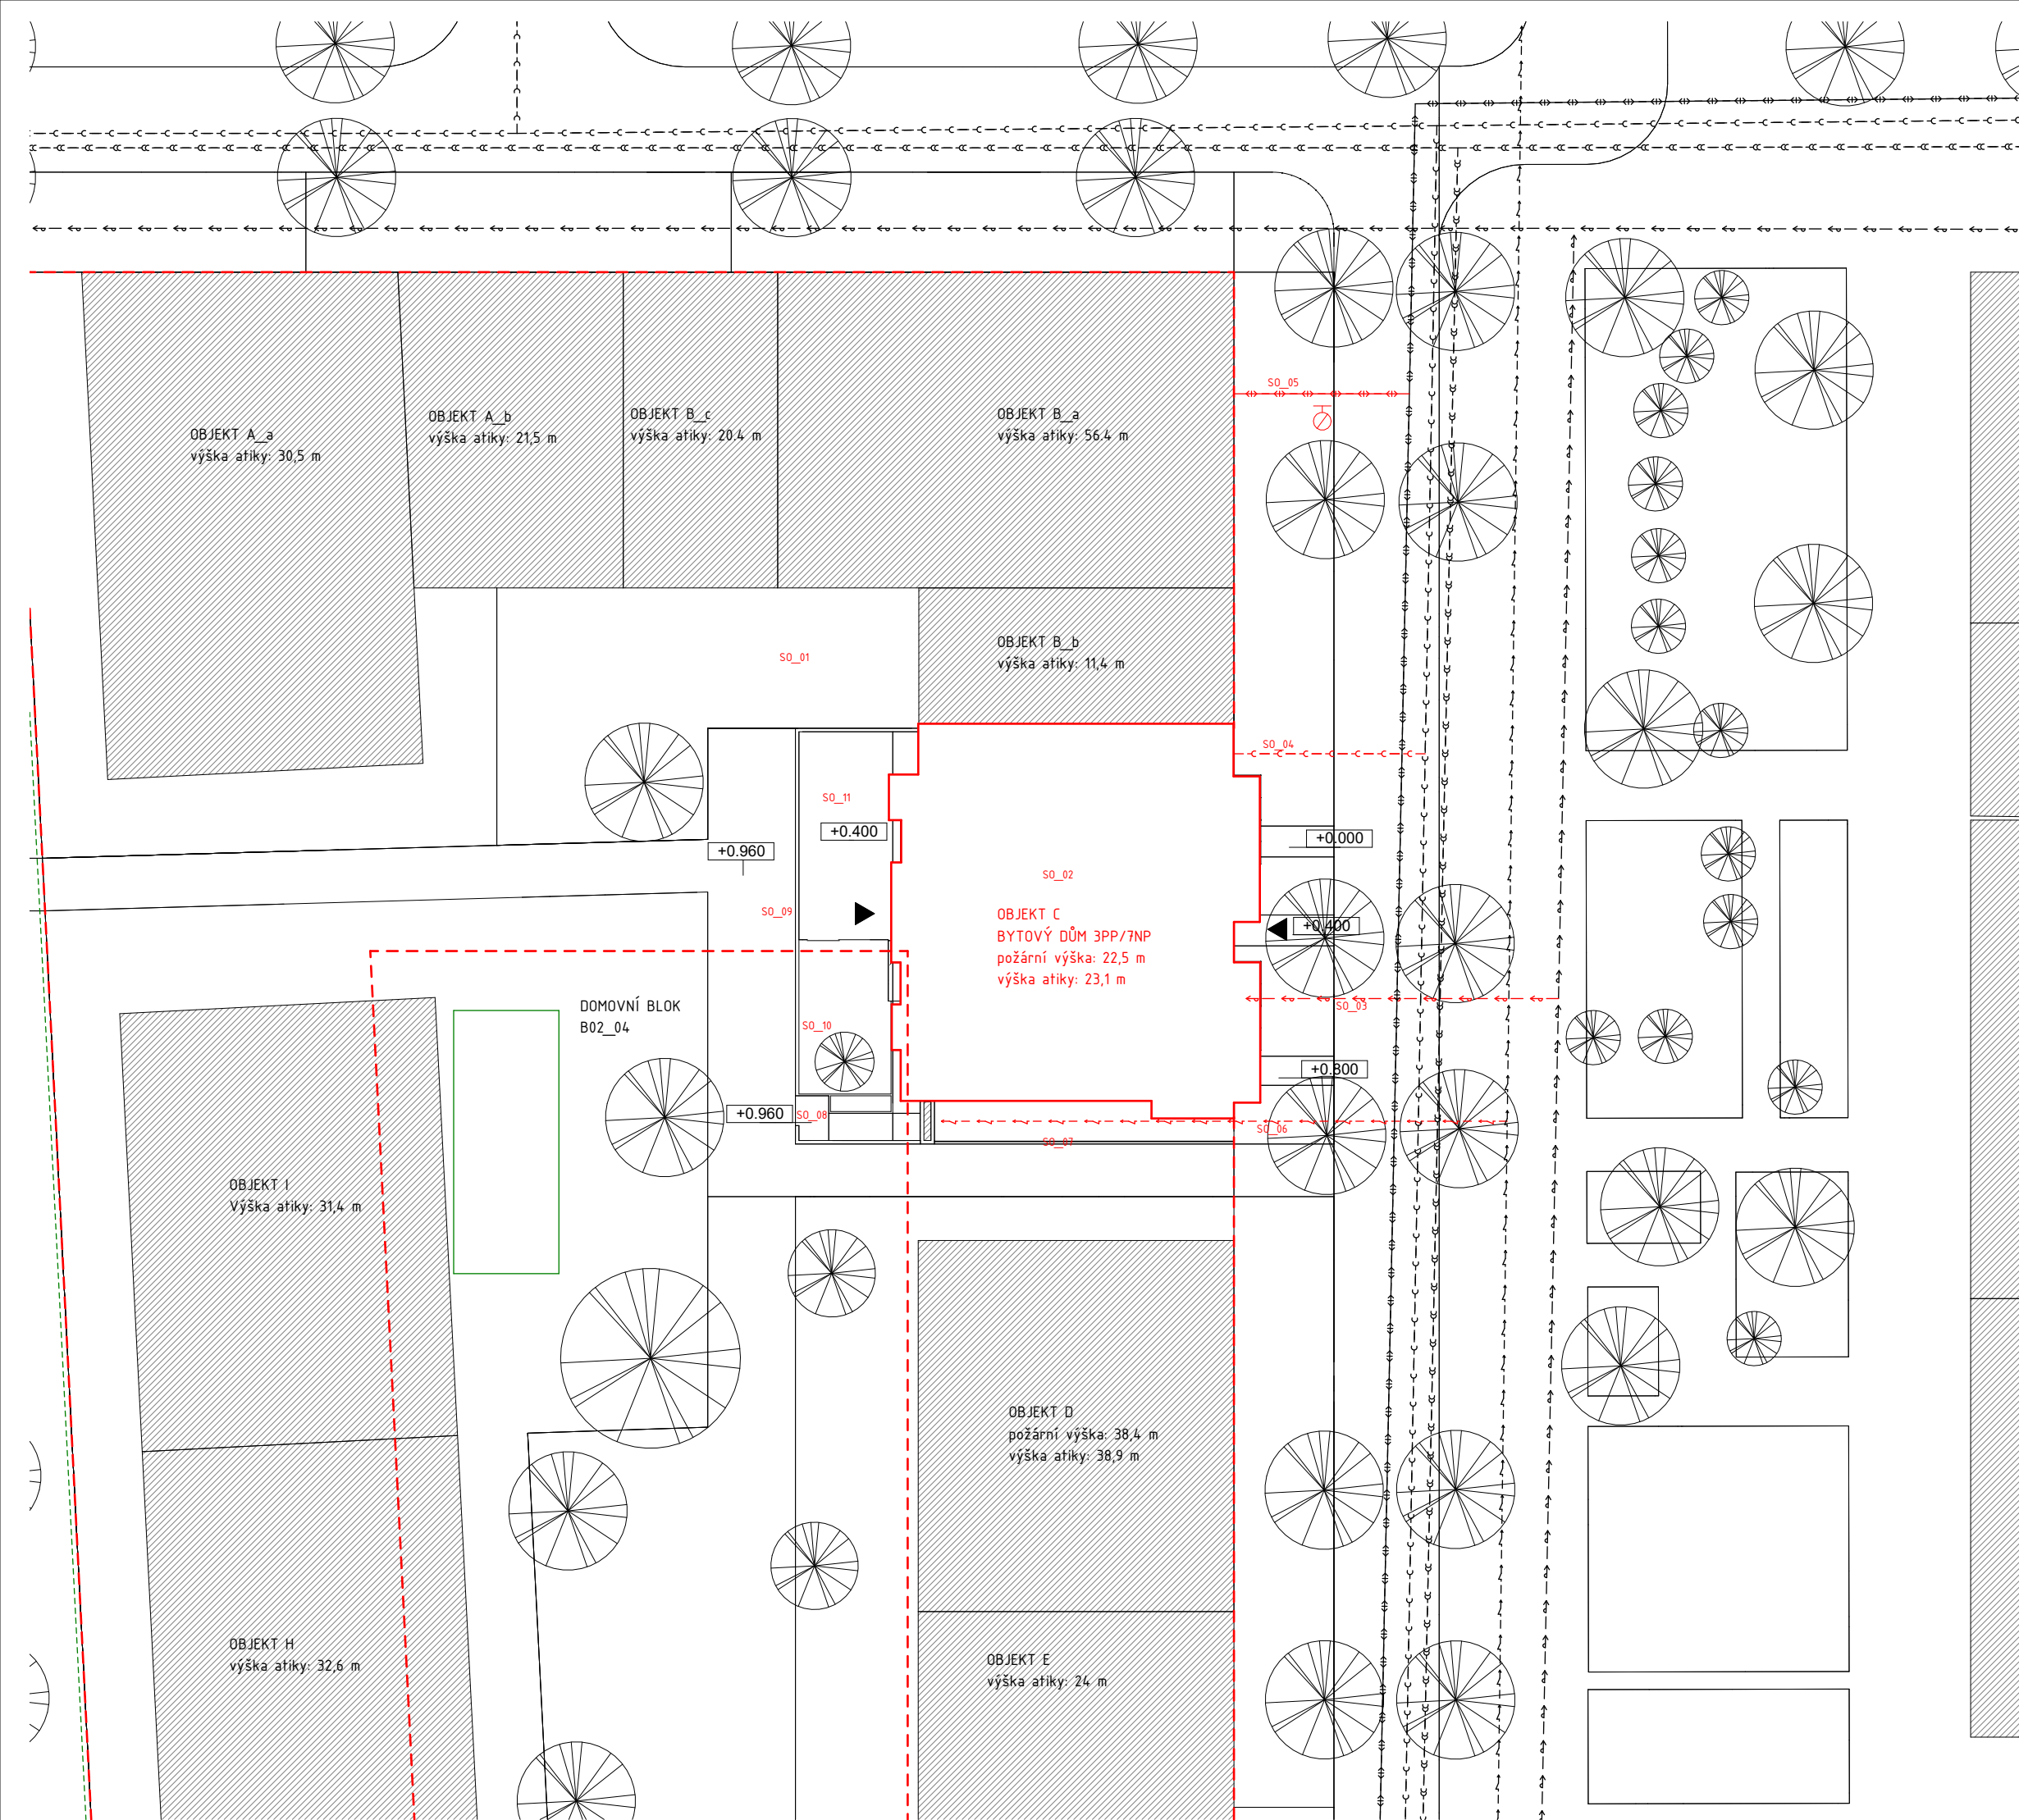 SO_05
OBJEKT A_a
výška atiky: 30,5 m
OBJEKT A_b
výška atiky: 21,5 m
OBJEKT B_c
výška atiky: 20.4 m
OBJEKT B_a
výška atiky: 56.4 m
OBJEKT B_b
výška atiky: 11,4 m
SO_01
SO_04
SO_11
+0.400
+0.960
+0.000
SO_02
SO_09
OBJEKT C
BYTOVÝ DŮM 3PP/7NP
požární výška: 22,5 m
výška atiky: 23,1 m
+0.400
DOMOVNÍ BLOK
B02_04
SO_03
SO_10
+0.800
+0.960
SO_08
SO_06
SO_07
OBJEKT I
Výška atiky: 31,4 m
OBJEKT D
požární výška: 38,4 m
výška atiky: 38,9 m
OBJEKT H
výška atiky: 32,6 m
OBJEKT E
výška atiky: 24 m